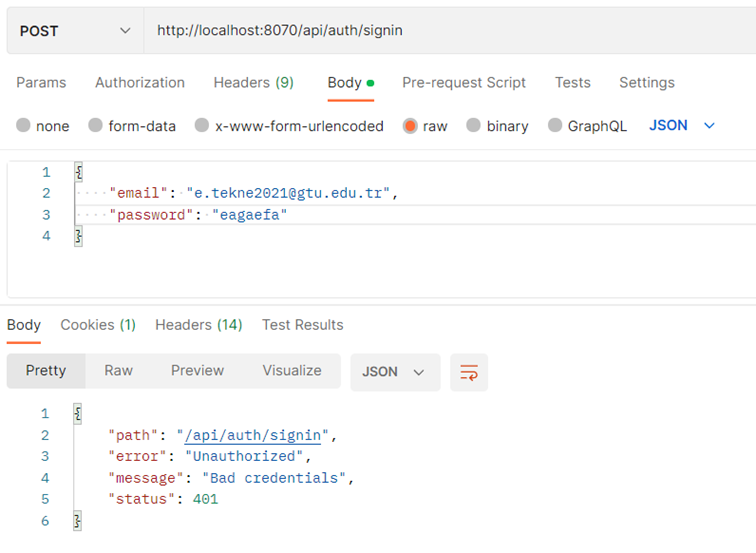 POST http://localhost:8070/api/auth/signin
Params Authorization Headers (9) Body Pre-request Script Tests Settings
none form-data x-www-form-urlencoded raw binary GraphQL JSON
1 {
2 "email": "e.tekne2021@gtu.edu.tr",
3 "password": "eagaefa"
4 }
Body Cookies (1) Headers (14) Test Results
Pretty Raw Preview Visualize JSON
1 {
2 "path": "/api/auth/signin",
3 "error": "Unauthorized",
4 "message": "Bad credentials",
5 "status": 401
6 }